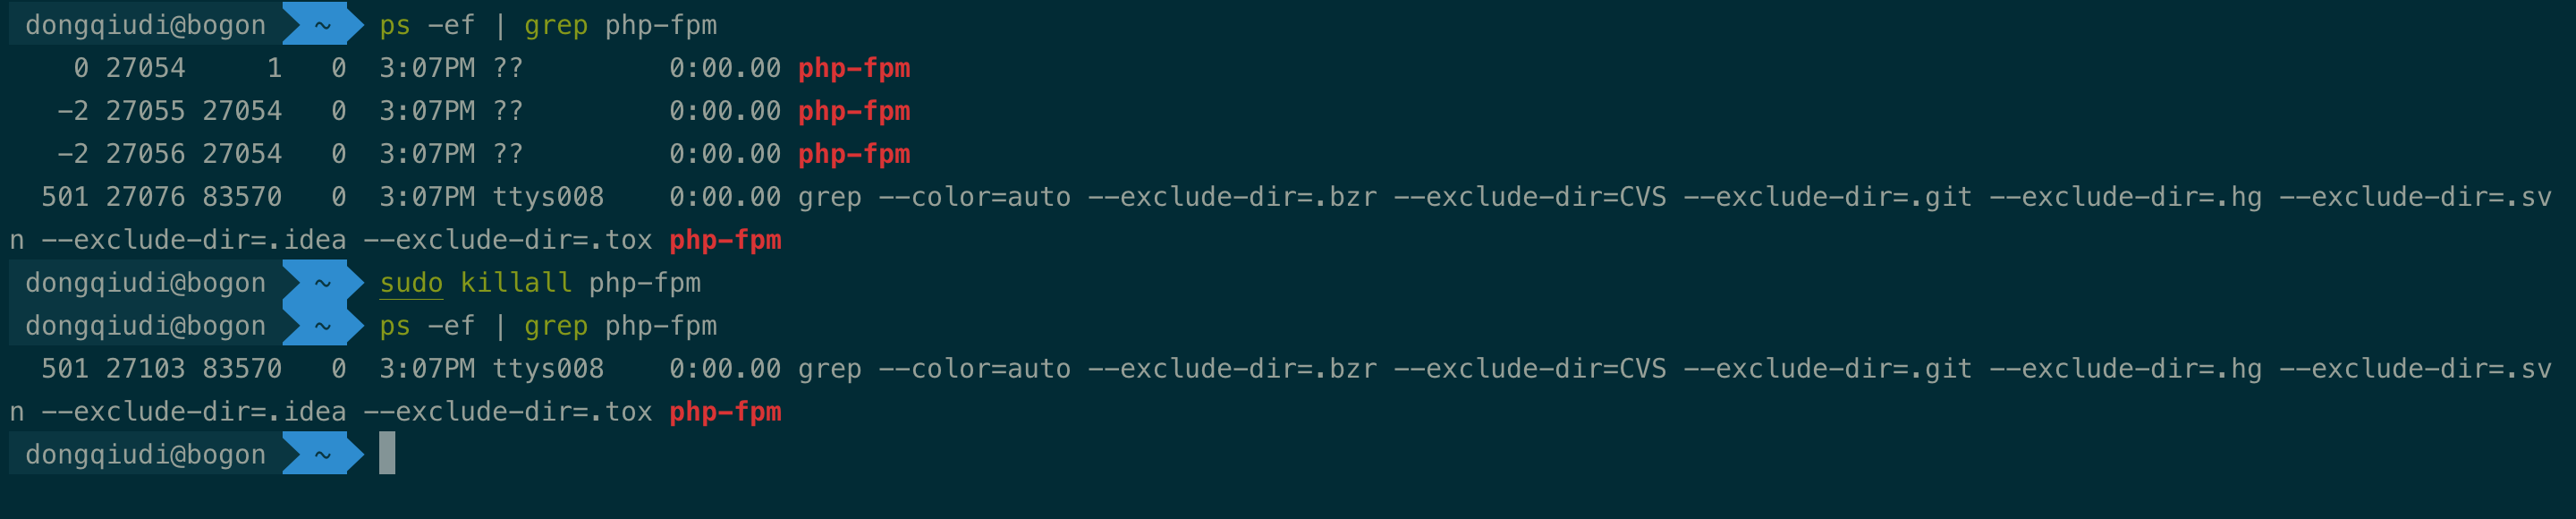 dongqiudi@bogon ~ ps -ef | grep php-fpm
0 27054 1 0 3:07PM ?? 0:00.00 php-fpm
-2 27055 27054 0 3:07PM ?? 0:00.00 php-fpm
-2 27056 27054 0 3:07PM ?? 0:00.00 php-fpm
501 27076 83570 0 3:07PM ttys008 0:00.00 grep --color=auto --exclude-dir=.bzr --exclude-dir=CVS --exclude-dir=.git --exclude-dir=.hg --exclude-dir=.sv
n --exclude-dir=.idea --exclude-dir=.tox php-fpm
dongqiudi@bogon ~ sudo killall php-fpm
dongqiudi@bogon ~ ps -ef | grep php-fpm
501 27103 83570 0 3:07PM ttys008 0:00.00 grep --color=auto --exclude-dir=.bzr --exclude-dir=CVS --exclude-dir=.git --exclude-dir=.hg --exclude-dir=.sv
n --exclude-dir=.idea --exclude-dir=.tox php-fpm
dongqiudi@bogon ~